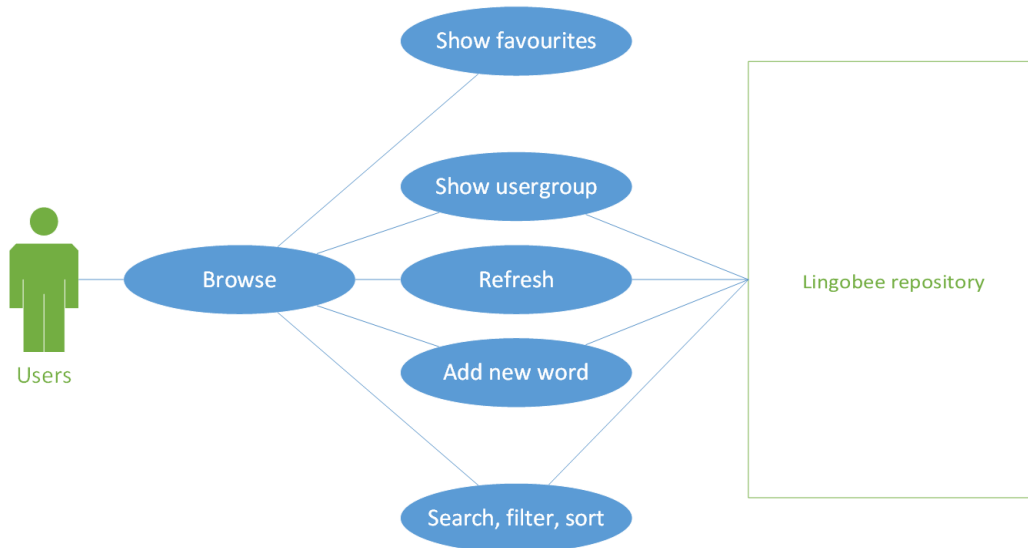 Show favourites
Show usergroup
Browse
Refresh
Lingobee repository
Add new word
Users
Search, filter, sort